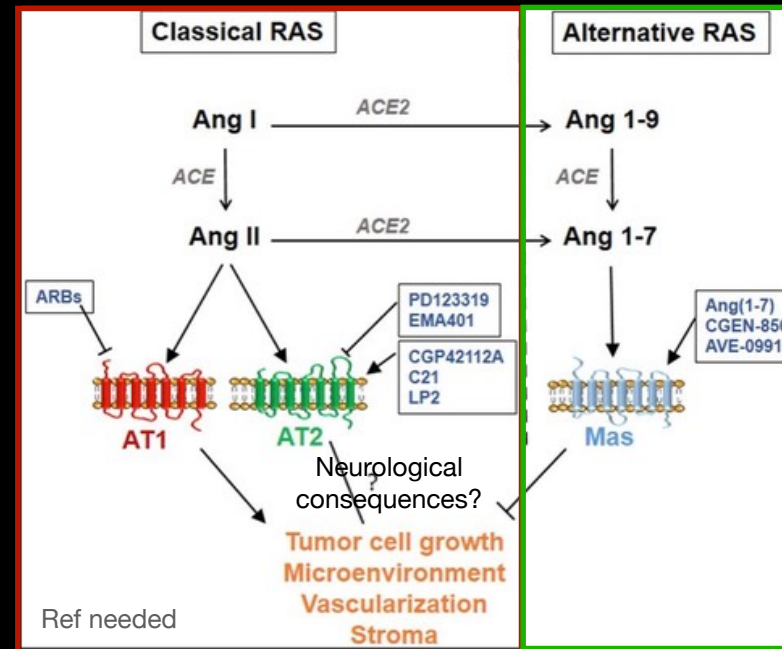 Classical RAS
Alternative RAS
Ang I
ACE2
Ang 1-9
ACE
ACE
Ang II
ACE2
Ang 1-7
ARBs
PD123319
EMA401
CGP42112A
C21
LP2
Ang(1-7)
CGEN-856
AVE-0991
AT1
AT2
Mas
?
Neurological
consequences?
Tumor cell growth
Microenvironment
Vascularization
Stroma
Ref needed